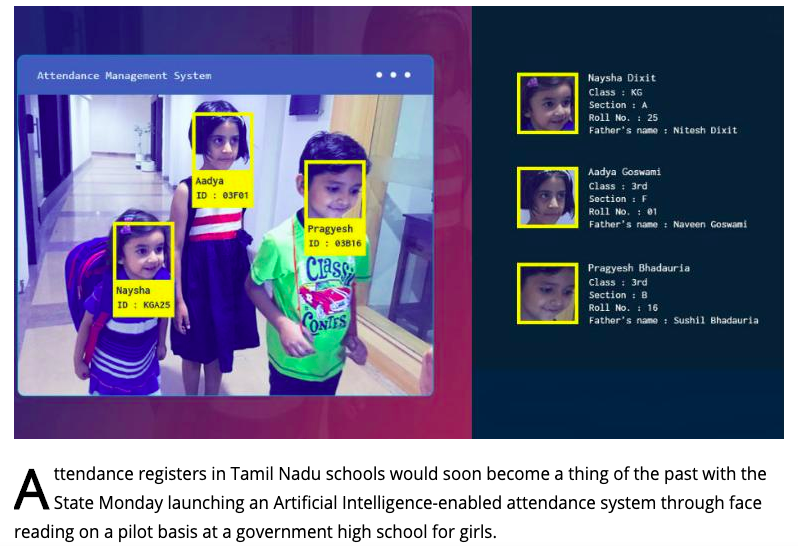 Attendance Management System
Aadya
ID : 03F01
Pragyesh
ID : 03B16
Naysha
ID : KGA25
Classic
CONTES
Naysha Dixit
Class : KG
Section : A
Roll No. : 25
Father's name : Nitesh Dixit
Aadya Goswami
Class : 3rd
Section : F
Roll No. : 01
Father's name : Naveen Goswami
Pragyesh Bhadauria
Class : 3rd
Section : B
Roll No. : 16
Father's name : Sushil Bhadauria
Attendance registers in Tamil Nadu schools would soon become a thing of the past with the
State Monday launching an Artificial Intelligence-enabled attendance system through face
reading on a pilot basis at a government high school for girls.